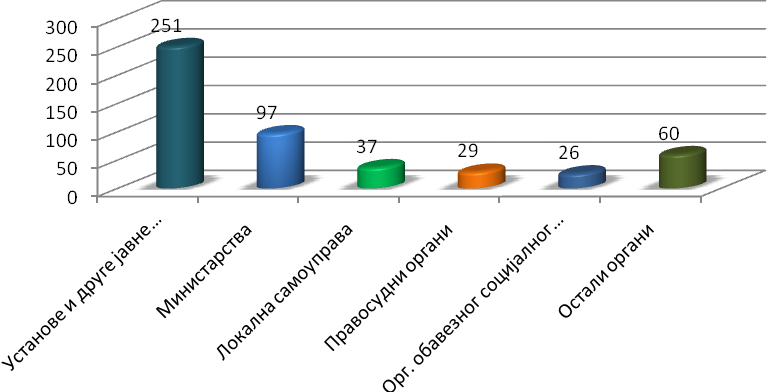 300
250
200
150
100
50
0
251
97
37
29
26
60
Установе и друге јавне...
Министарства
Локална самоуправа
Правосудни органи
Орг. обавезног социјалног...
Остали органи